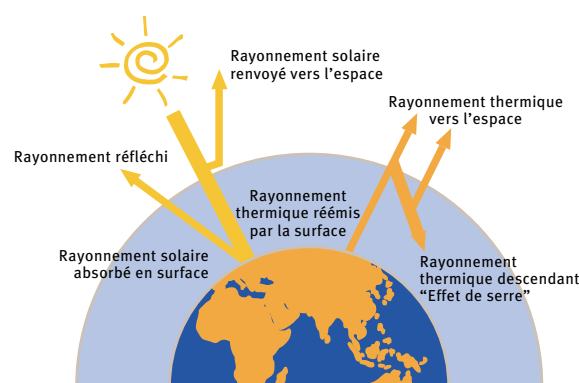 Rayonnement solaire
renvoyé vers l'espace
Rayonnement thermique
vers l'espace
Rayonnement réfléchi
Rayonnement
thermique réémis
par la surface
Rayonnement solaire
absorbé en surface
Rayonnement
thermique descendant
“Effet de serre”